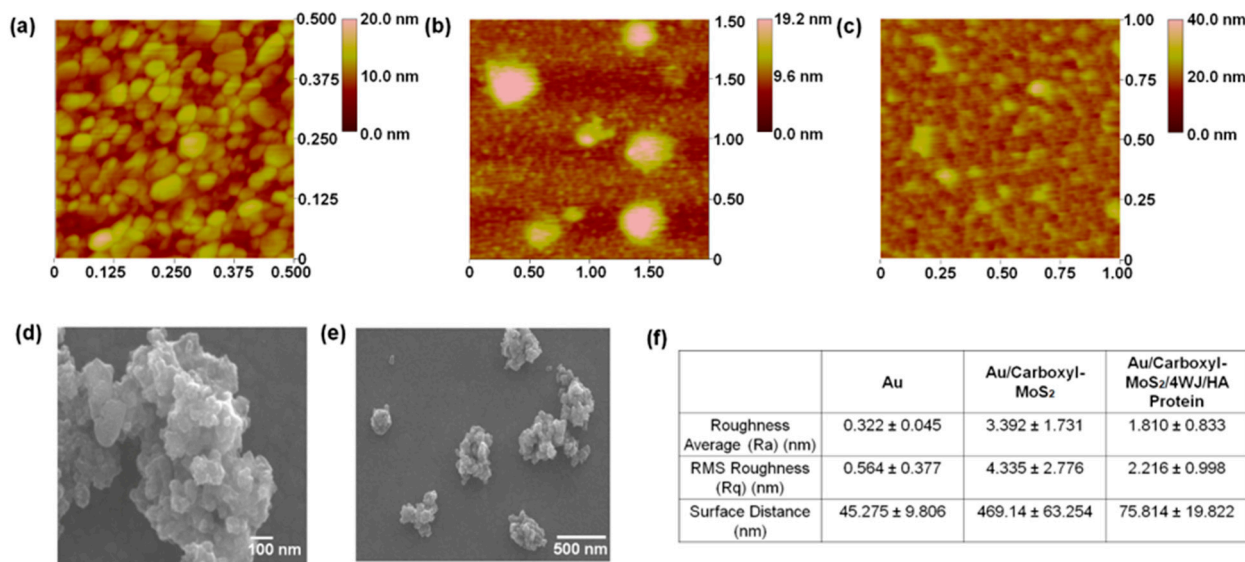 (a)
0.500
0.375
0.250
0.125
0
0
0.125
0.250
0.375
0.500
20.0 nm
10.0 nm
0.0 nm
(b)
1.50
1.50
1.00
0.50
0
0
0.50
1.00
1.50
19.2 nm
9.6 nm
0.0 nm
(c)
1.00
0.75
0.50
0.25
0
0
0.25
0.50
0.75
1.00
40.0 nm
20.0 nm
0.0 nm
(d)
100 nm
(e)
500 nm
(f)
Au
Au/Carboxyl-
MoS₂
Au/Carboxyl-
MoS₂/4WJ/HA
Protein
Roughness
Average (Ra) (nm)
0.322 ± 0.045
3.392 ± 1.731
1.810 ± 0.833
RMS Roughness
(Rq) (nm)
0.564 ± 0.377
4.335 ± 2.776
2.216 ± 0.998
Surface Distance
(nm)
45.275 ± 9.806
469.14 ± 63.254
75.814 ± 19.822